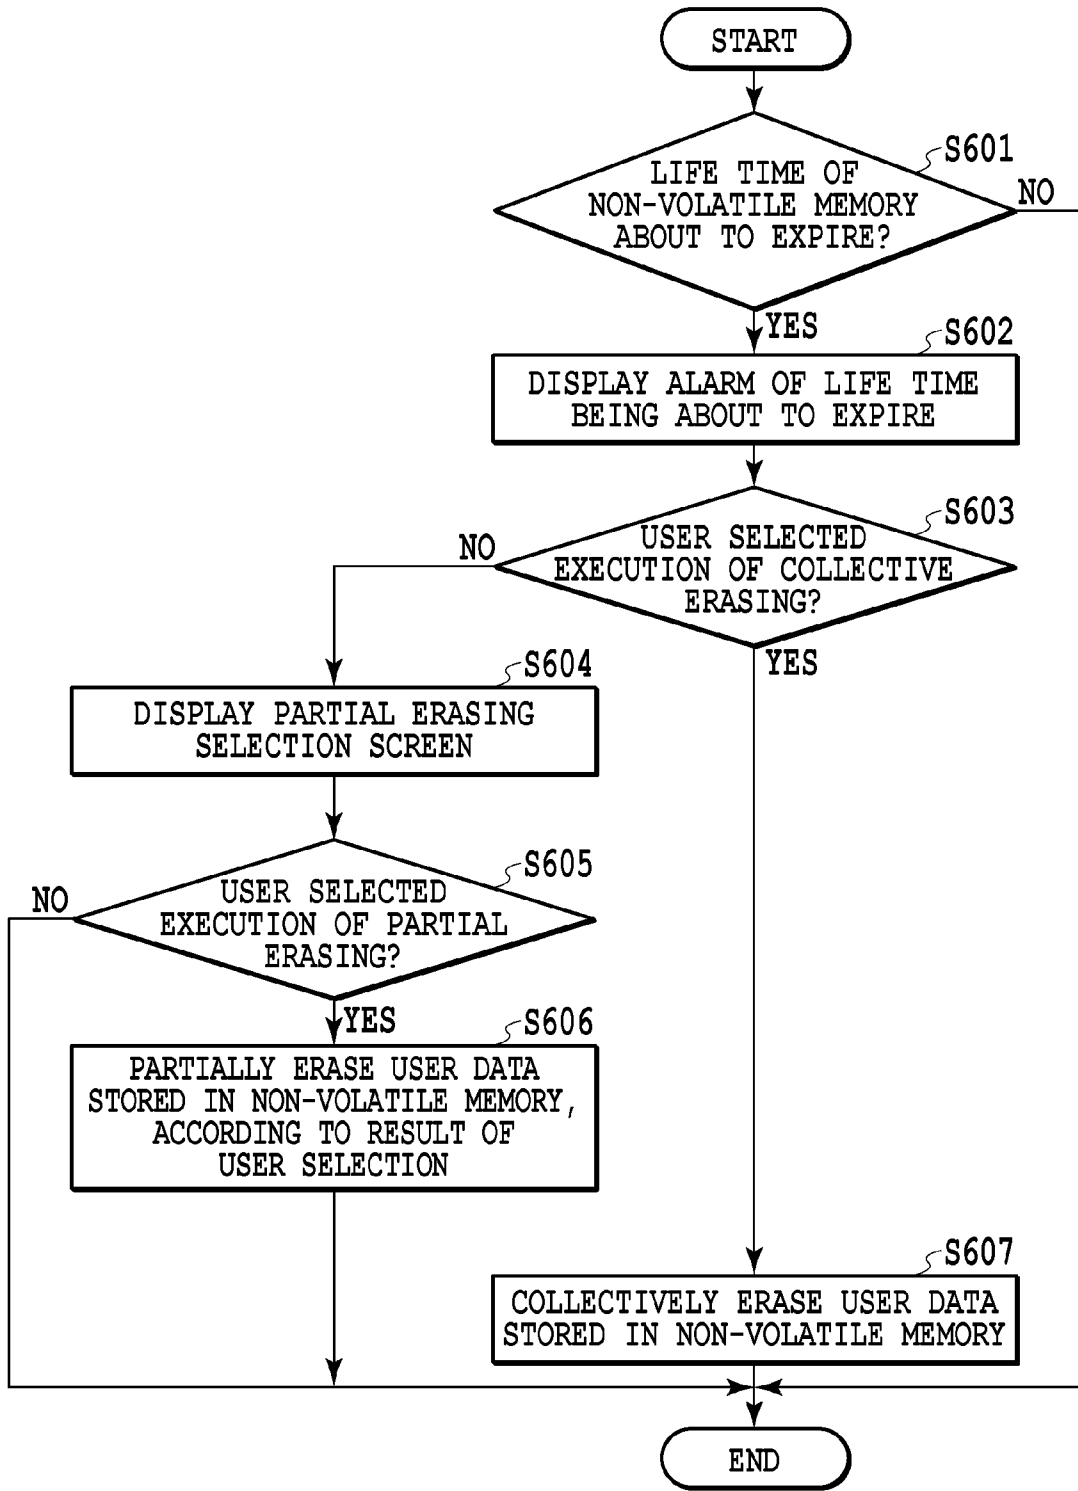 START
S601
LIFE TIME OF
NON-VOLATILE MEMORY
ABOUT TO EXPIRE?
NO
YES
S602
DISPLAY ALARM OF LIFE TIME
BEING ABOUT TO EXPIRE
S603
USER SELECTED
EXECUTION OF COLLECTIVE
ERASING?
NO
YES
S604
DISPLAY PARTIAL ERASING
SELECTION SCREEN
S605
USER SELECTED
EXECUTION OF PARTIAL
ERASING?
NO
YES
S606
PARTIALLY ERASE USER DATA
STORED IN NON-VOLATILE MEMORY,
ACCORDING TO RESULT OF
USER SELECTION
S607
COLLECTIVELY ERASE USER DATA
STORED IN NON-VOLATILE MEMORY
END